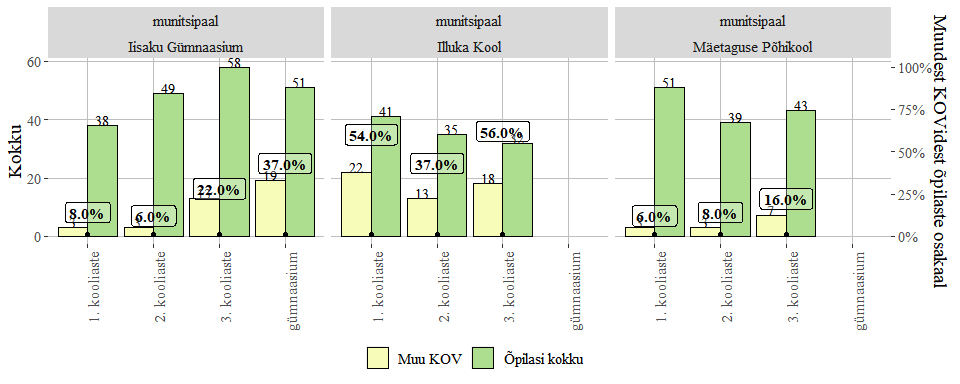 munitsipaal
Iisaku Gümnaasium
munitsipaal
Illuka Kool
munitsipaal
Mäetaguse Põhikool
Kokku
Muudest KOVidest õpilaste osakaal
60
40
20
0
100%
75%
50%
25%
0%
38
49
58
51
3
19
8.0%
6.0%
22.0%
37.0%
41
35
22
13
18
54.0%
37.0%
56.0%
51
39
43
7
6.0%
8.0%
16.0%
1. kooliaste
2. kooliaste
3. kooliaste
gümnaasium
1. kooliaste
2. kooliaste
3. kooliaste
gümnaasium
1. kooliaste
2. kooliaste
3. kooliaste
gümnaasium
Muu KOV
Õpilasi kokku